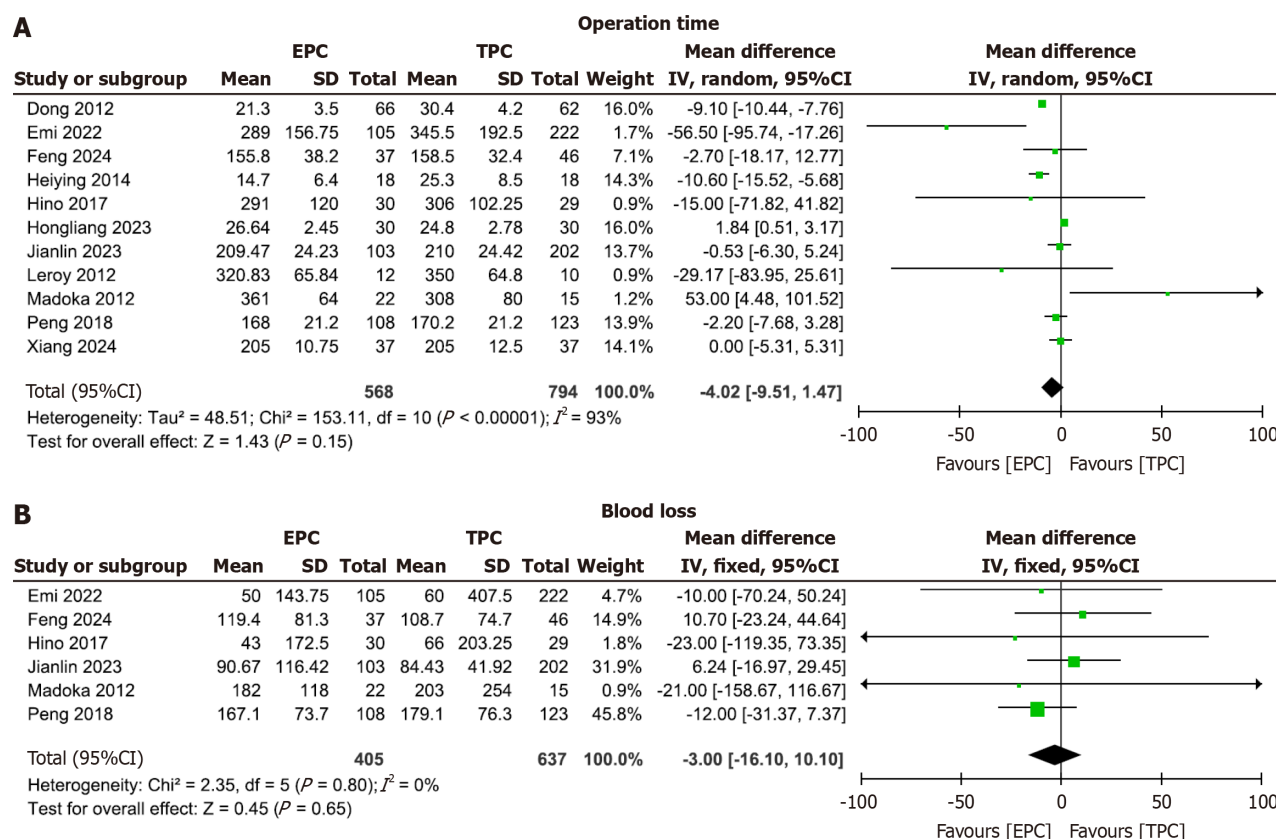 A
Operation time
EPC TPC Mean difference Mean difference
Study or subgroup Mean SD Total Mean SD Total Weight IV, random, 95%CI IV, random, 95%CI
Dong 2012 21.3 3.5 66 30.4 4.2 62 16.0% -9.10 [-10.44, -7.76]
Emi 2022 289 156.75 105 345.5 192.5 222 1.7% -56.50 [-95.74, -17.26]
Feng 2024 155.8 38.2 37 158.5 32.4 46 7.1% -2.70 [-18.17, 12.77]
Heiying 2014 14.7 6.4 18 25.3 8.5 18 14.3% -10.60 [-15.52, -5.68]
Hino 2017 291 120 30 306 102.25 29 0.9% -15.00 [-71.82, 41.82]
Hongliang 2023 26.64 2.45 30 24.8 2.78 30 16.0% 1.84 [0.51, 3.17]
Jianlin 2023 209.47 24.23 103 210 24.42 202 13.7% -0.53 [-6.30, 5.24]
Leroy 2012 320.83 65.84 12 350 64.8 10 0.9% -29.17 [-83.95, 25.61]
Madoka 2012 361 64 22 308 80 15 1.2% 53.00 [4.48, 101.52]
Peng 2018 168 21.2 108 170.2 21.2 123 13.9% -2.20 [-7.68, 3.28]
Xiang 2024 205 10.75 37 205 12.5 37 14.1% 0.00 [-5.31, 5.31]
Total (95%CI) 568 794 100.0% -4.02 [-9.51, 1.47]
Heterogeneity: Tau² = 48.51; Chi² = 153.11, df = 10 (P < 0.00001); I² = 93%
Test for overall effect: Z = 1.43 (P = 0.15)
-100 -50 0 50 100
Favours [EPC] Favours [TPC]
B
Blood loss
EPC TPC Mean difference Mean difference
Study or subgroup Mean SD Total Mean SD Total Weight IV, fixed, 95%CI IV, fixed, 95%CI
Emi 2022 50 143.75 105 60 407.5 222 4.7% -10.00 [-70.24, 50.24]
Feng 2024 119.4 81.3 37 108.7 74.7 46 14.9% 10.70 [-23.24, 44.64]
Hino 2017 43 172.5 30 66 203.25 29 1.8% -23.00 [-119.35, 73.35]
Jianlin 2023 90.67 116.42 103 84.43 41.92 202 31.9% 6.24 [-16.97, 29.45]
Madoka 2012 182 118 22 203 254 15 0.9% -21.00 [-158.67, 116.67]
Peng 2018 167.1 73.7 108 179.1 76.3 123 45.8% -12.00 [-31.37, 7.37]
Total (95%CI) 405 637 100.0% -3.00 [-16.10, 10.10]
Heterogeneity: Chi² = 2.35, df = 5 (P = 0.80); I² = 0%
Test for overall effect: Z = 0.45 (P = 0.65)
-100 -50 0 50 100
Favours [EPC] Favours [TPC]